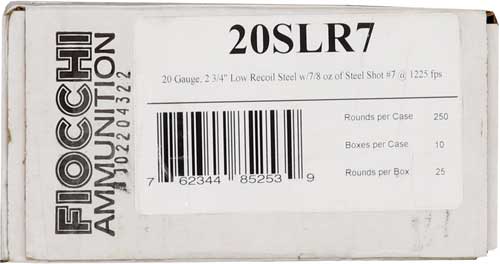 20SLR7
20 Gauge, 2 3/4" Low Recoil Steel w/7/8 oz of Steel Shot #7 @ 1225 fps
FIOCCHI
AMMUNITION
Rounds per Case 250
Boxes per Case 10
Rounds per Box 25
7 62344 85253 9